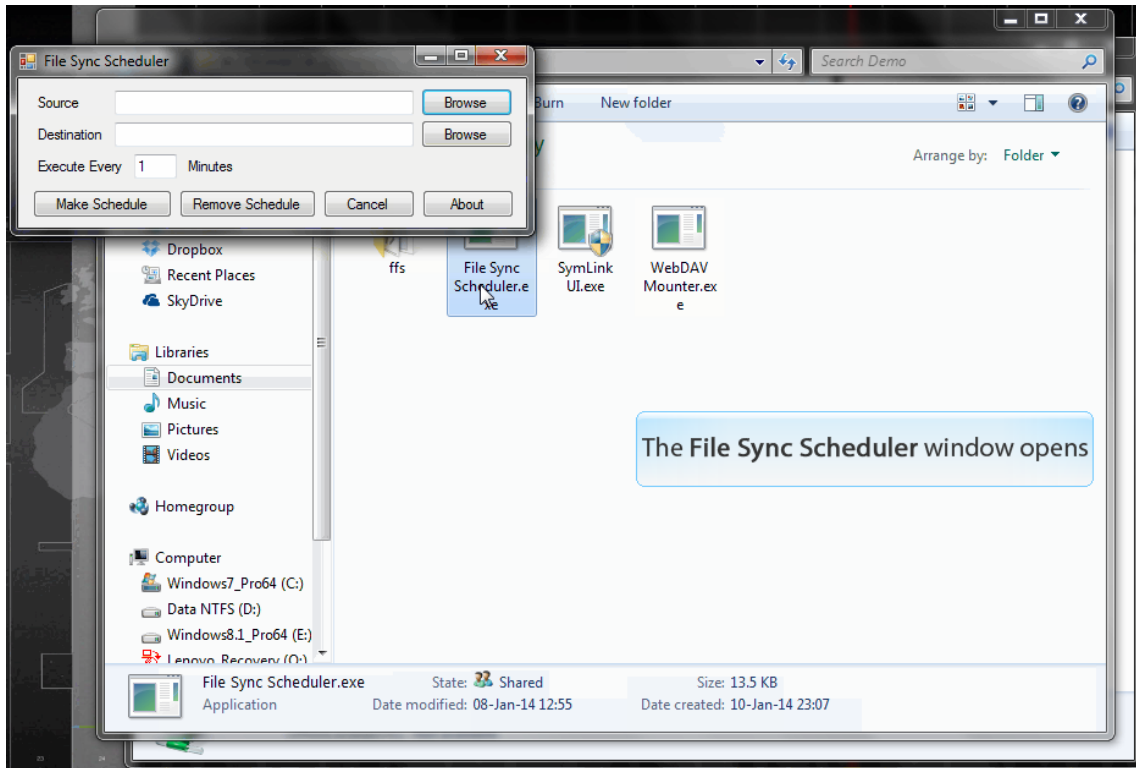 File Sync Scheduler
Source
Browse
Destination
Browse
Execute Every 1 Minutes
Make Schedule
Remove Schedule
Cancel
About
Search Demo
Burn
New folder
Arrange by: Folder
Dropbox
Recent Places
SkyDrive
Libraries
Documents
Music
Pictures
Videos
Homegroup
Computer
Windows7_Pro64 (C:)
Data NTFS (D:)
Windows8.1_Pro64 (E:)
Lenovo_Recovery (Q:)
ffs
File Sync
Scheduler.e
xe
SymLink
UI.exe
WebDAV
Mounter.ex
e
The File Sync Scheduler window opens
File Sync Scheduler.exe
Application
State: Shared
Date modified: 08-Jan-14 12:55
Size: 13.5 KB
Date created: 10-Jan-14 23:07